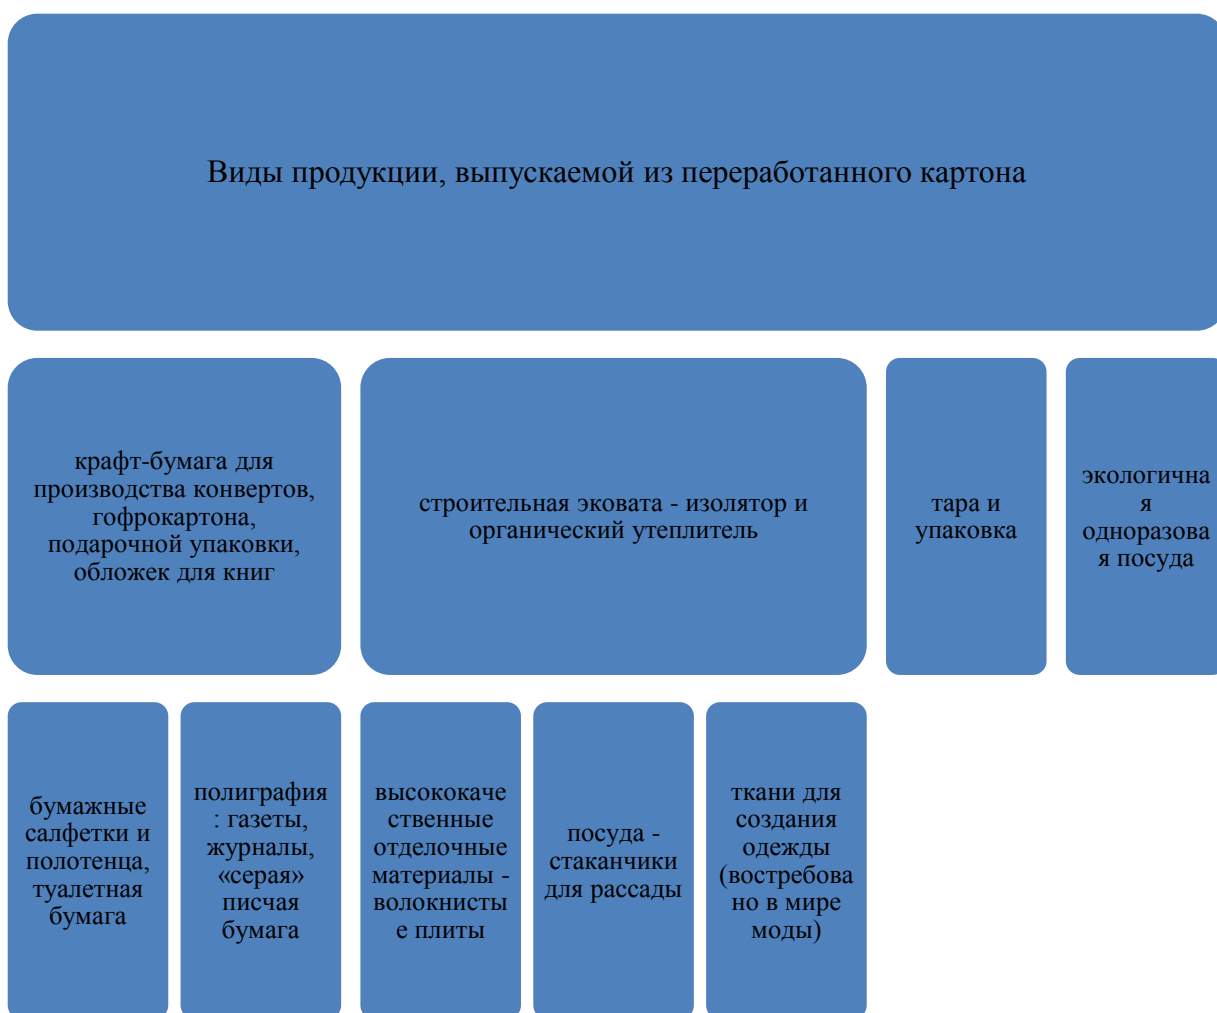 Виды продукции, выпускаемой из переработанного картона
крафт-бумага для
производства конвертов,
гофрокартона,
подарочной упаковки,
обложек для книг
строительная эковата - изолятор и
органический утеплитель
тара и
упаковка
экологична
я
одноразова
я посуда
бумажные
салфетки и
полотенца,
туалетная
бумага
полиграфия
: газеты,
журналы,
«серая»
писчая
бумага
высококаче
ственные
отделочные
материалы -
волокнисты
е плиты
посуда -
стаканчики
для рассады
ткани для
создания
одежды
(востребова
но в мире
моды)